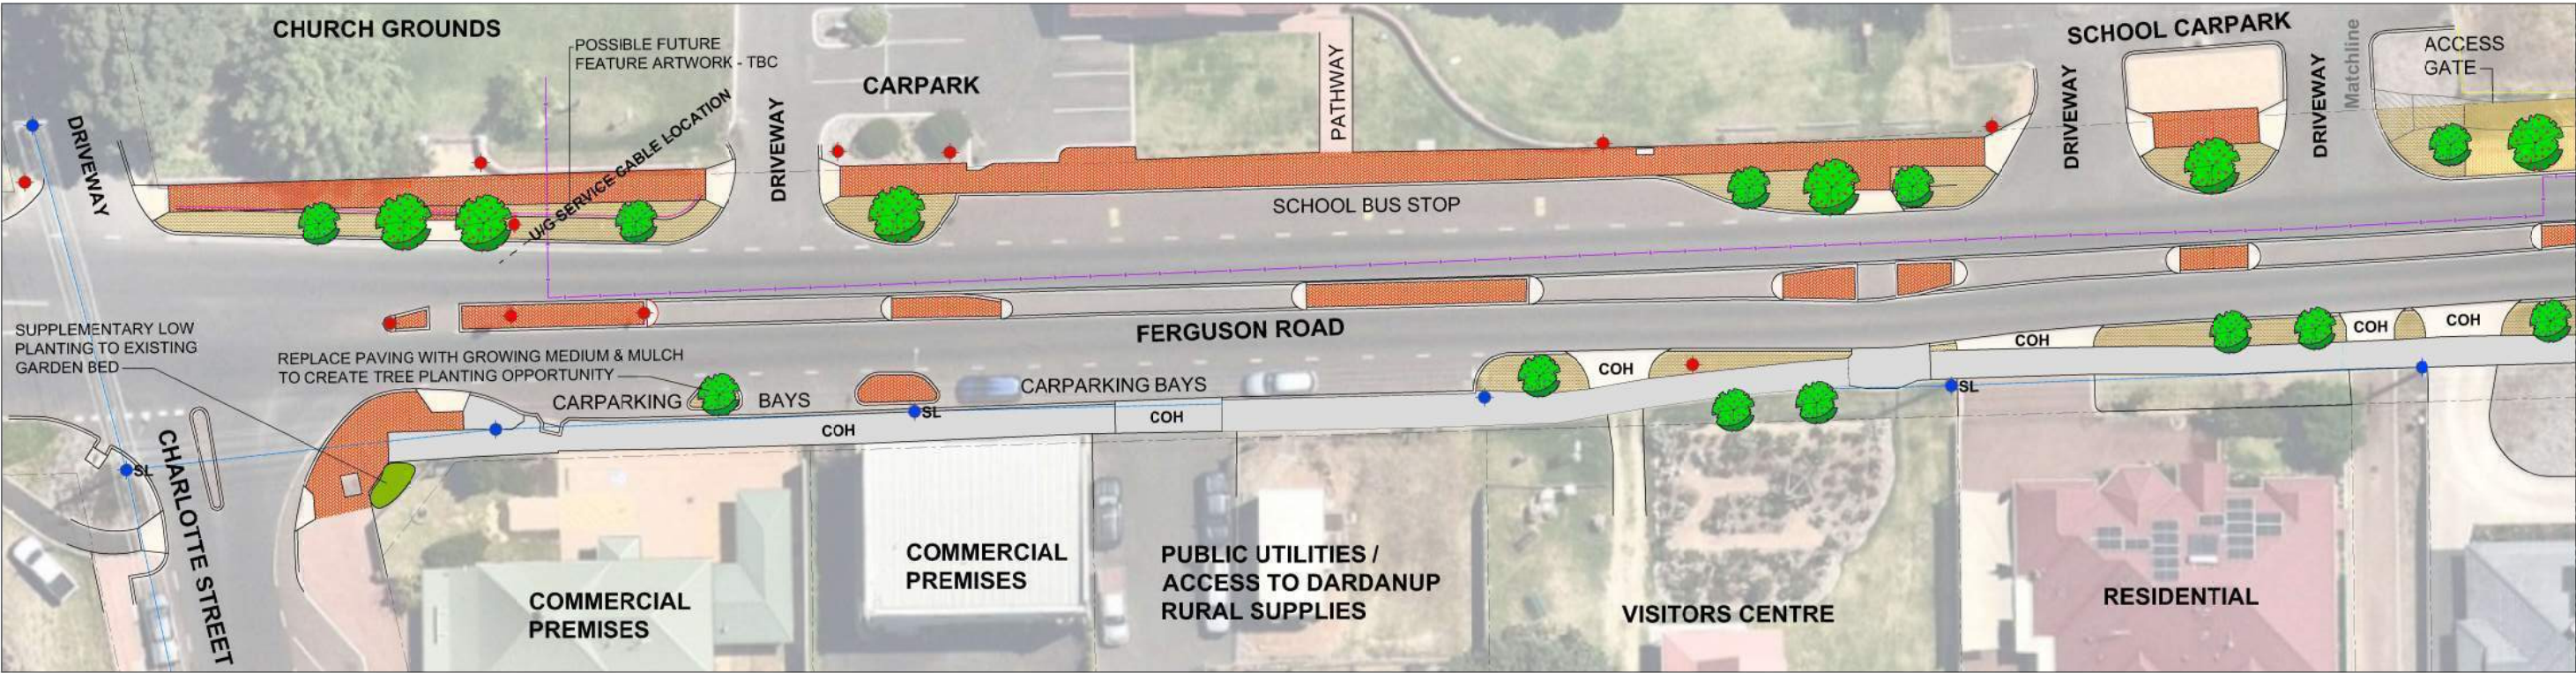 CHURCH GROUNDS
POSSIBLE FUTURE
FEATURE ARTWORK - TBC
CARPARK
PATHWAY
SCHOOL CARPARK
Matchline
ACCESS
GATE
DRIVEWAY
U/G SERVICE CABLE LOCATION
DRIVEWAY
DRIVEWAY
DRIVEWAY
SCHOOL BUS STOP
FERGUSON ROAD
SUPPLEMENTARY LOW
PLANTING TO EXISTING
GARDEN BED
REPLACE PAVING WITH GROWING MEDIUM & MULCH
TO CREATE TREE PLANTING OPPORTUNITY
CARPARKING
BAYS
CARPARKING BAYS
COH
COH
COH
COH
SL
SL
COH
COH
SL
CHARLOTTE STREET
COMMERCIAL
PREMISES
COMMERCIAL
PREMISES
PUBLIC UTILITIES /
ACCESS TO DARDANUP
RURAL SUPPLIES
VISITORS CENTRE
RESIDENTIAL